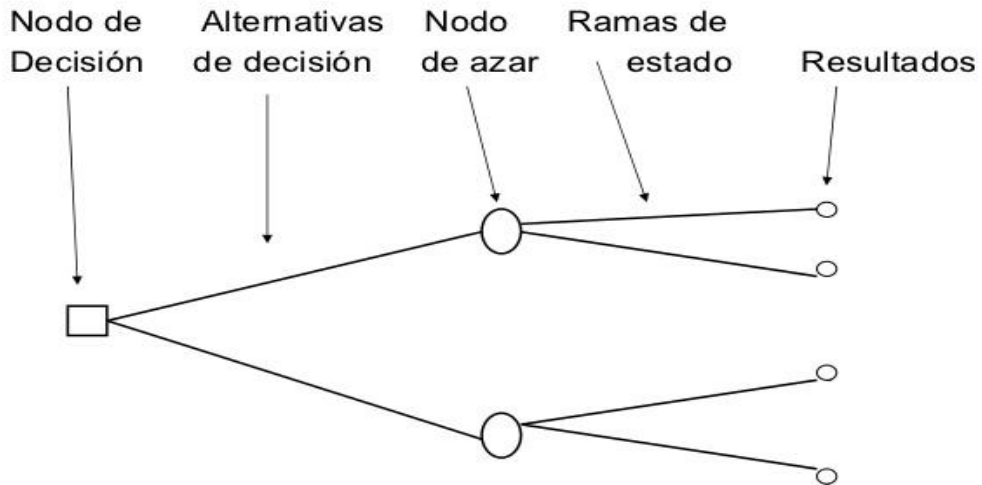 Nodo de Alternativas Nodo Ramas de
Decisión de decisión de azar estado Resultados